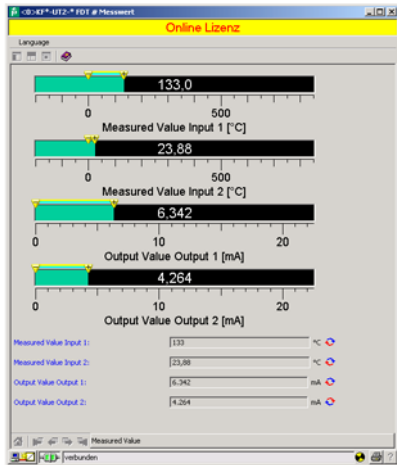 <0>KF*-UT2-* FDT # Messwert
Online Lizenz
Language
133,0
0 500
Measured Value Input 1 [°C]
23,88
0 500
Measured Value Input 2 [°C]
6,342
0 10 20
Output Value Output 1 [mA]
4,264
0 10 20
Output Value Output 2 [mA]
Measured Value Input 1: 133 °C
Measured Value Input 2: 23,88 °C
Output Value Output 1: 6.342 mA
Output Value Output 2: 4.264 mA
Measured Value
verbunden